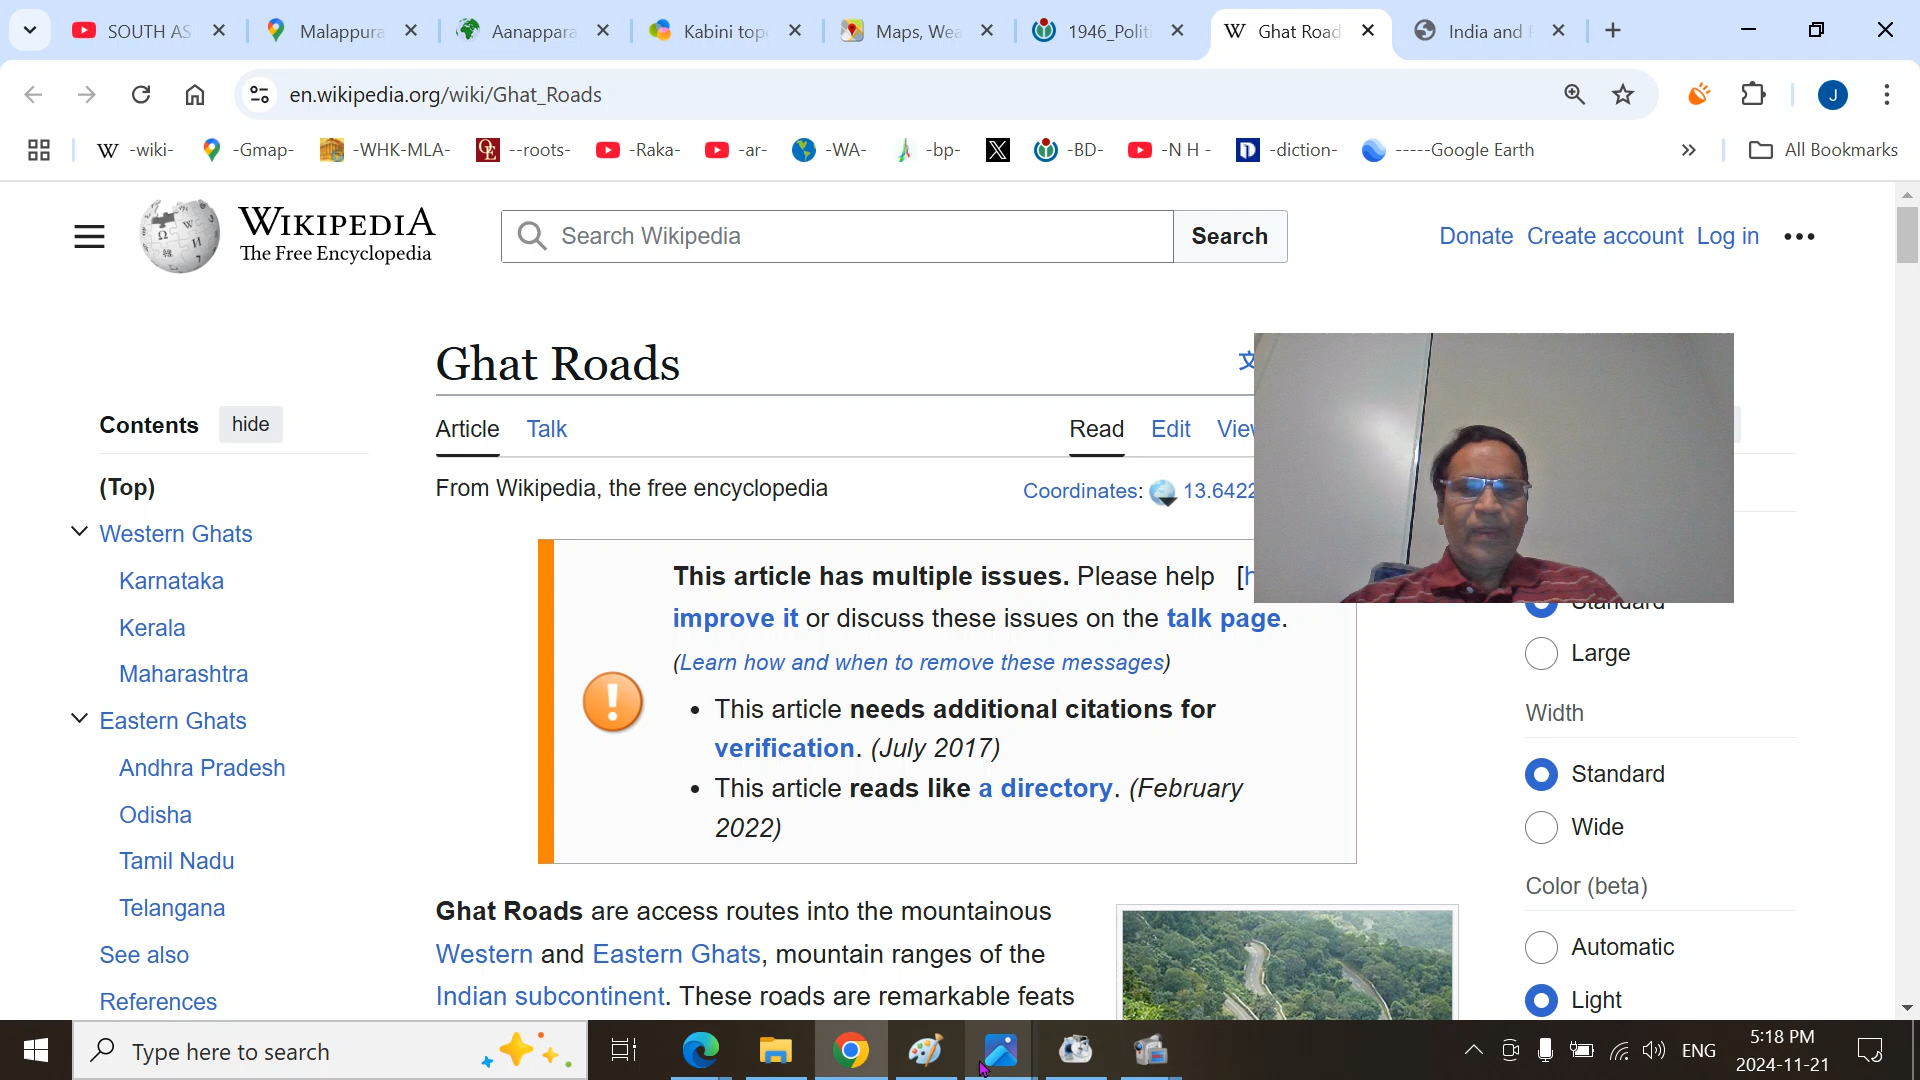 SOUTH AS
Malappura
Aanappara
Kabini top
Maps, Wea
1946_Polit
Ghat Road
India and
en.wikipedia.org/wiki/Ghat_Roads
J
-wiki-
-Gmap-
-WHK-MLA-
--roots-
-Raka-
-ar-
-WA-
-bp-
-BD-
-N H -
-diction-
-----Google Earth
All Bookmarks
WIKIPEDIA
The Free Encyclopedia
Search Wikipedia
Search
Donate Create account Log in
Ghat Roads
Contents hide
Article Talk Read Edit View
(Top)
From Wikipedia, the free encyclopedia
Coordinates: 13.6422
Western Ghats
Karnataka
Kerala
Maharashtra
Eastern Ghats
Andhra Pradesh
Odisha
Tamil Nadu
Telangana
See also
References
This article has multiple issues. Please help [h
improve it or discuss these issues on the talk page.
(Learn how and when to remove these messages)
• This article needs additional citations for
verification. (July 2017)
• This article reads like a directory. (February
2022)
Ghat Roads are access routes into the mountainous
Western and Eastern Ghats, mountain ranges of the
Indian subcontinent. These roads are remarkable feats
Standard
Large
Width
Standard
Wide
Color (beta)
Automatic
Light
Type here to search
ENG
5:18 PM
2024-11-21